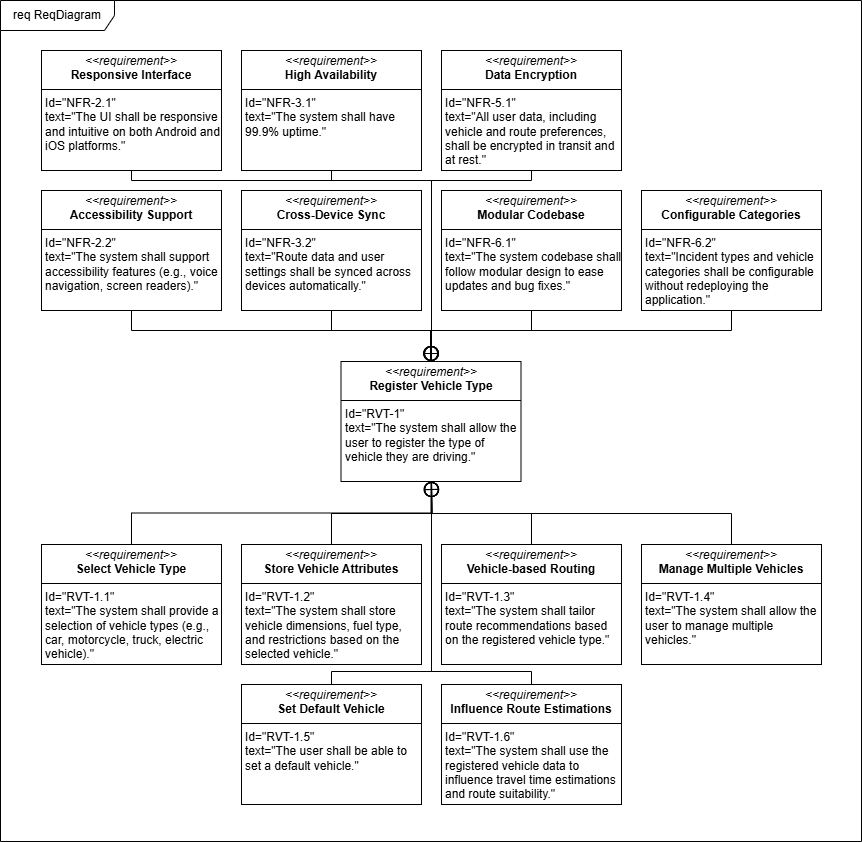 req ReqDiagram
<<requirement>>
Responsive Interface
Id="NFR-2.1"
text="The UI shall be responsive
and intuitive on both Android and
iOS platforms."
<<requirement>>
High Availability
Id="NFR-3.1"
text="The system shall have
99.9% uptime."
<<requirement>>
Data Encryption
Id="NFR-5.1"
text="All user data, including
vehicle and route preferences,
shall be encrypted in transit and
at rest."
<<requirement>>
Accessibility Support
Id="NFR-2.2"
text="The system shall support
accessibility features (e.g., voice
navigation, screen readers)."
<<requirement>>
Cross-Device Sync
Id="NFR-3.2"
text="Route data and user
settings shall be synced across
devices automatically."
<<requirement>>
Modular Codebase
Id="NFR-6.1"
text="The system codebase shall
follow modular design to ease
updates and bug fixes."
<<requirement>>
Configurable Categories
Id="NFR-6.2"
text="Incident types and vehicle
categories shall be configurable
without redeploying the
application."
<<requirement>>
Register Vehicle Type
Id="RVT-1"
text="The system shall allow the
user to register the type of
vehicle they are driving."
<<requirement>>
Select Vehicle Type
Id="RVT-1.1"
text="The system shall provide a
selection of vehicle types (e.g.,
car, motorcycle, truck, electric
vehicle)."
<<requirement>>
Store Vehicle Attributes
Id="RVT-1.2"
text="The system shall store
vehicle dimensions, fuel type,
and restrictions based on the
selected vehicle."
<<requirement>>
Vehicle-based Routing
Id="RVT-1.3"
text="The system shall tailor
route recommendations based
on the registered vehicle type."
<<requirement>>
Manage Multiple Vehicles
Id="RVT-1.4"
text="The system shall allow the
user to manage multiple
vehicles."
<<requirement>>
Set Default Vehicle
Id="RVT-1.5"
text="The user shall be able to
set a default vehicle."
<<requirement>>
Influence Route Estimations
Id="RVT-1.6"
text="The system shall use the
registered vehicle data to
influence travel time estimations
and route suitability."